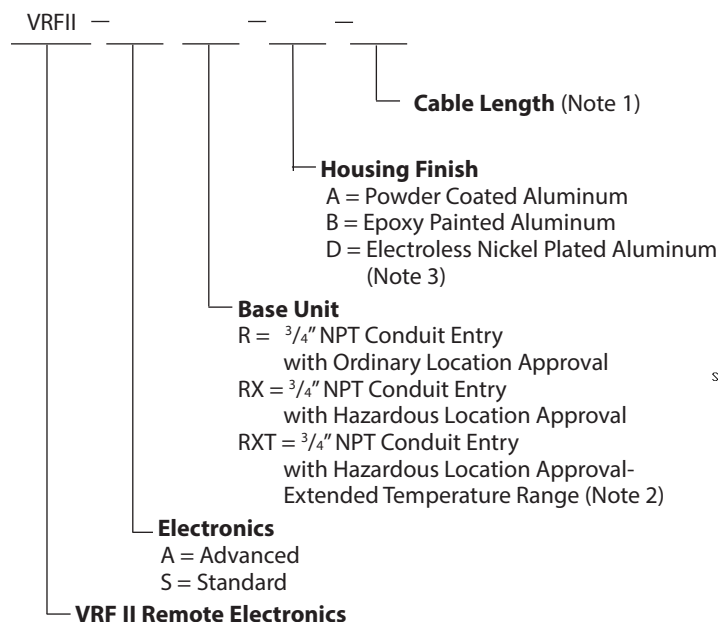 VRFII — — —
Cable Length (Note 1)
Housing Finish
A = Powder Coated Aluminum
B = Epoxy Painted Aluminum
D = Electroless Nickel Plated Aluminum
(Note 3)
Base Unit
R = 3/4" NPT Conduit Entry
with Ordinary Location Approval
s
RX = 3/4" NPT Conduit Entry
with Hazardous Location Approval
RXT = 3/4" NPT Conduit Entry
with Hazardous Location Approval-
Extended Temperature Range (Note 2)
Electronics
A = Advanced
S = Standard
VRF II Remote Electronics